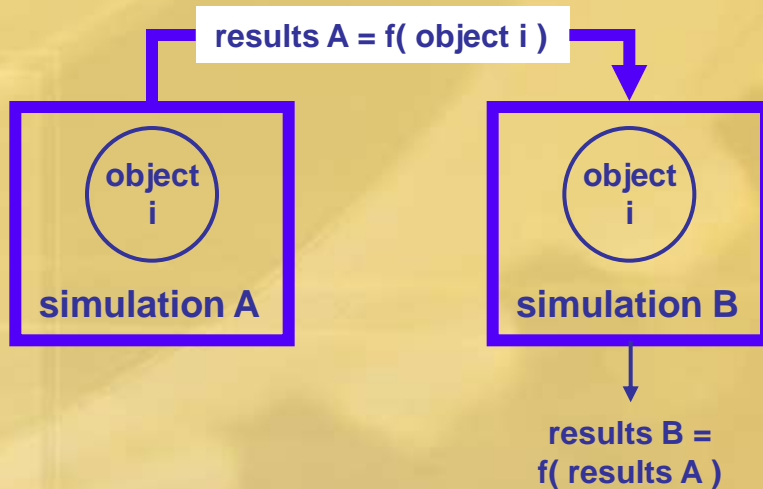 results A = f( object i )
object
i
simulation A
object
i
simulation B
results B =
f( results A )